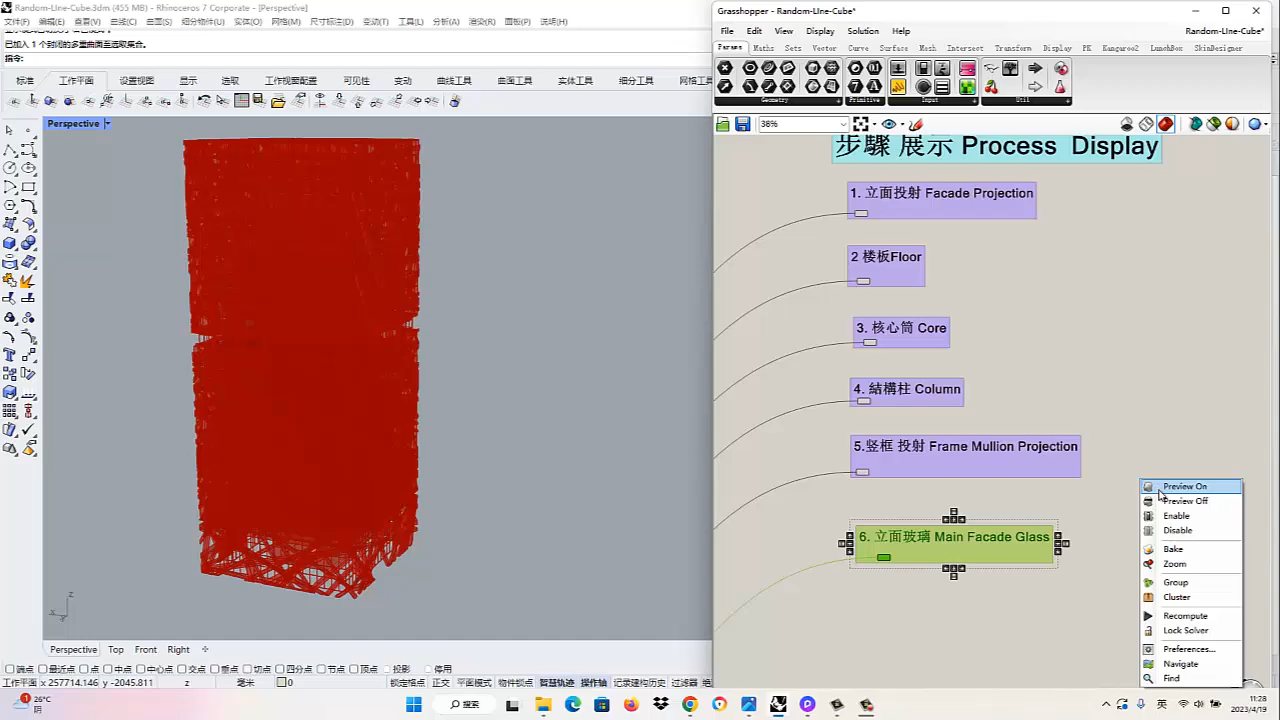 Random-LIne-Cube.3dm (455 MB) - Rhinoceros 7 Corporate - [Perspective]
文件(F) 编辑(E) 查看(V) 曲线(C) 曲面(S) 细分物件(U) 实体(O) 网格(M) 尺寸标注(D) 变动(T) 工具(L) 分析(A) 渲染(R) 面板(P) 说明(H)
已加入 1 个封闭的多重曲面至选取集合。
指令:
标准 工作平面 设置视图 显示 选取 工作视窗配置 可见性 变动 曲线工具 曲面工具 实体工具 细分工具 网格工
Perspective
Grasshopper - Random-LIne-Cube*
File Edit View Display Solution Help Random-LIne-Cube*
Params Maths Sets Vector Curve Surface Mesh Intersect Transform Display PK Kangaroo2 LunchBox SkinDesigner
Geometry Primitive Input Util
38%
步驟 展示 Process Display
1. 立面投射 Facade Projection
2 楼板Floor
3. 核心筒 Core
4. 結構柱 Column
5.竖框 投射 Frame Mullion Projection
6. 立面玻璃 Main Facade Glass
Preview On
Preview Off
Enable
Disable
Bake
Zoom
Group
Cluster
Recompute
Lock Solver
Preferences...
Navigate
Find
z
x
Perspective Top Front Right
端点 最近点 点 中点 中心点 交点 垂点 切点 四分点 节点 顶点 投影 停用
工作平面 x 257714.146 y -2045.811 z 毫米 0 锁定格点 正交 平面模式 物件锁点 智慧轨迹 操作轴 记录建构历史 过滤器
26°C
阴
搜索
英
11:28
2023/4/19